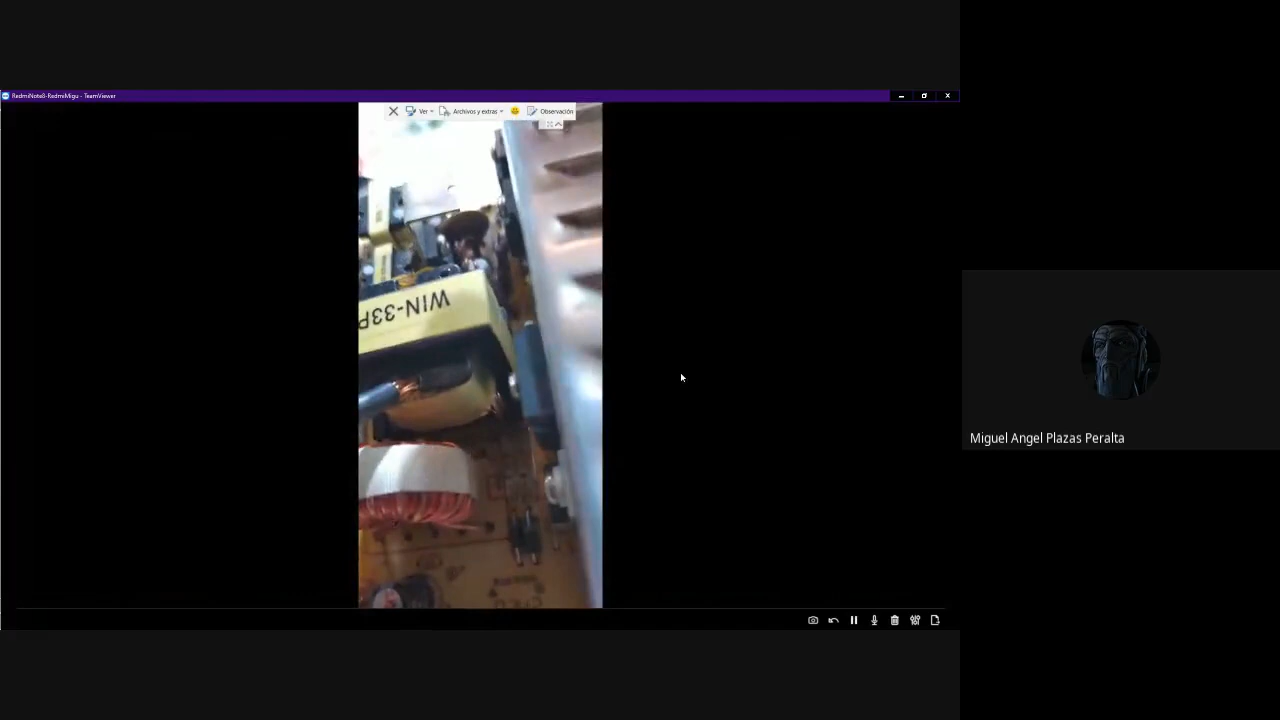 RedmiNote8-RedmiMigu - TeamViewer
Ver
Archivos y extras
Observación
WIN-33P
Miguel Angel Plazas Peralta